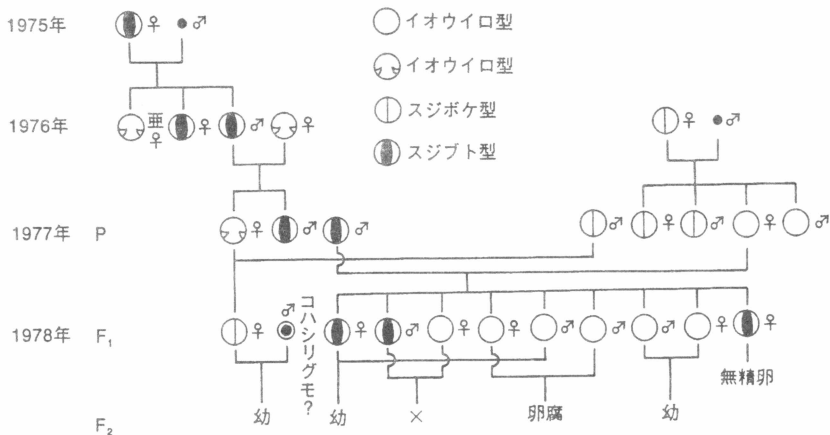 1975年 ♀ ♂
イオウイロ型
イオウイロ型
スジボケ型
スジブト型
1976年 亜♀ ♀ ♂ ♀ ♀ ♂
1977年 P ♀ ♂ ♂ ♂ ♀ ♂ ♀ ♂
1978年 F₁ ♀ ♂ コハシリグモ? ♀ ♂ ♀ ♀ ♂ ♂ ♂ ♀ ♀
無精卵
幼 幼 × 卵腐 幼
F₂